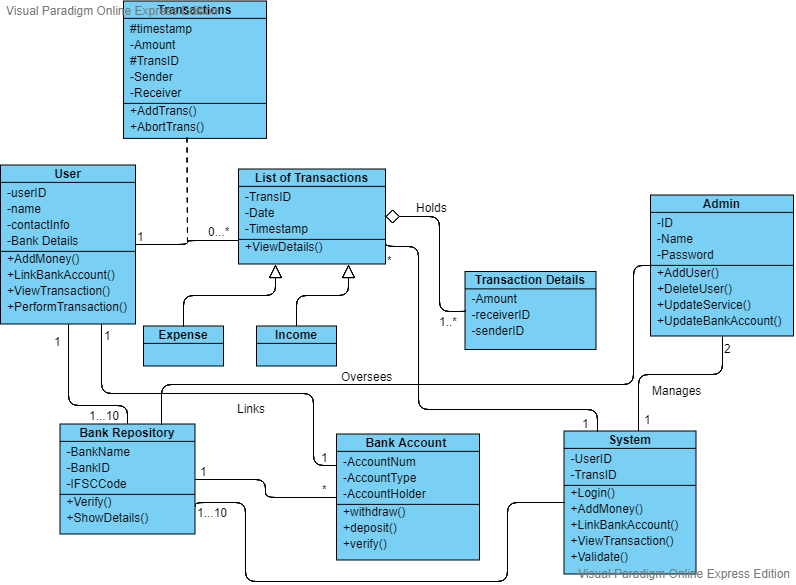 Visual Paradigm Online Express Edition
Transactions
#timestamp
-Amount
#TransID
-Sender
-Receiver
+AddTrans()
+AbortTrans()
User
-userID
-name
-contactInfo
-Bank Details
+AddMoney()
+LinkBankAccount()
+ViewTransaction()
+PerformTransaction()
1
0...*
List of Transactions
-TransID
-Date
-Timestamp
+ViewDetails()
*
Holds
1..*
Transaction Details
-Amount
-receiverID
-senderID
Admin
-ID
-Name
-Password
+AddUser()
+DeleteUser()
+UpdateService()
+UpdateBankAccount()
Expense
Income
1
1
2
Oversees
Manages
Links
1...10
1
1
Bank Repository
-BankName
-BankID
-IFSCCode
+Verify()
+ShowDetails()
1
1
*
1...10
Bank Account
-AccountNum
-AccountType
-AccountHolder
+withdraw()
+deposit()
+verify()
System
-UserID
-TransID
+Login()
+AddMoney()
+LinkBankAccount()
+ViewTransaction()
+Validate()
Visual Paradigm Online Express Edition